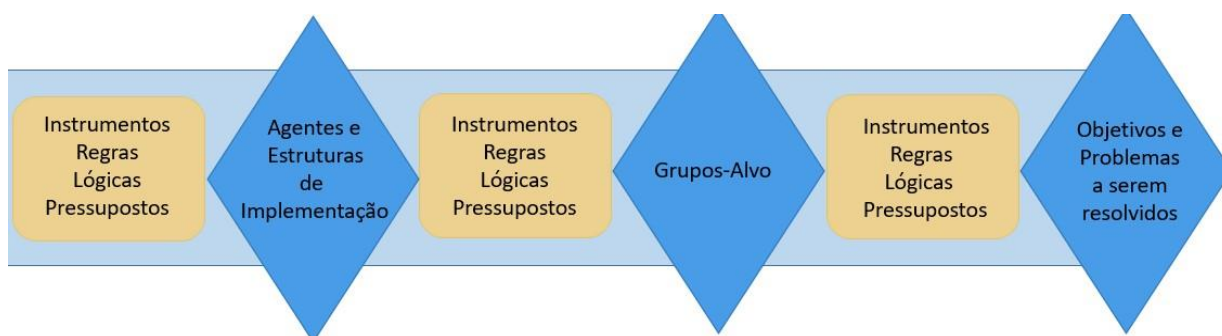 Instrumentos
Regras
Lógicas
Pressupostos
Agentes e
Estruturas
de
Implementação
Instrumentos
Regras
Lógicas
Pressupostos
Grupos-Alvo
Instrumentos
Regras
Lógicas
Pressupostos
Objetivos e
Problemas
a serem
resolvidos